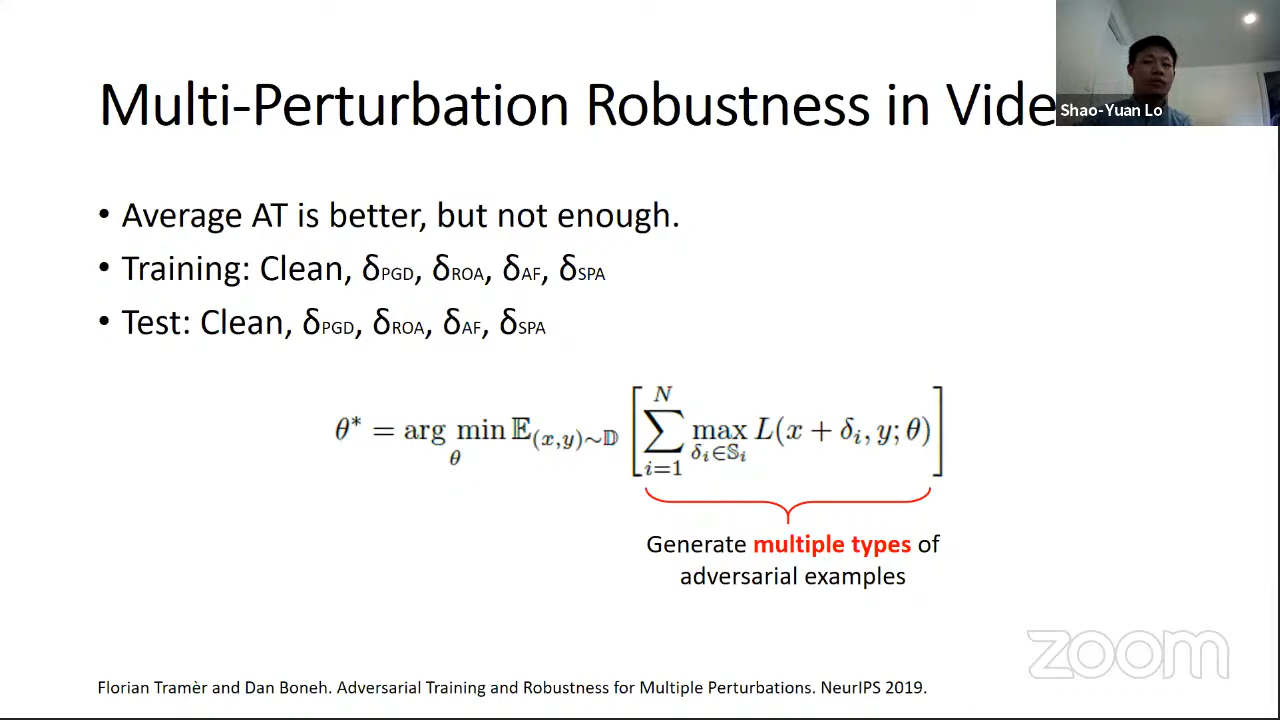 Multi-Perturbation Robustness in Vide
Shao-Yuan Lo
• Average AT is better, but not enough.
• Training: Clean, δPGD, δROA, δAF, δSPA
• Test: Clean, δPGD, δROA, δAF, δSPA
θ* = arg min_θ 𝔼_(x,y)∼𝔻 [ ∑_{i=1}^{N} max_{δi∈𝕊i} L(x + δi, y; θ) ]
Generate multiple types of
adversarial examples
zoom
Florian Tramèr and Dan Boneh. Adversarial Training and Robustness for Multiple Perturbations. NeurIPS 2019.